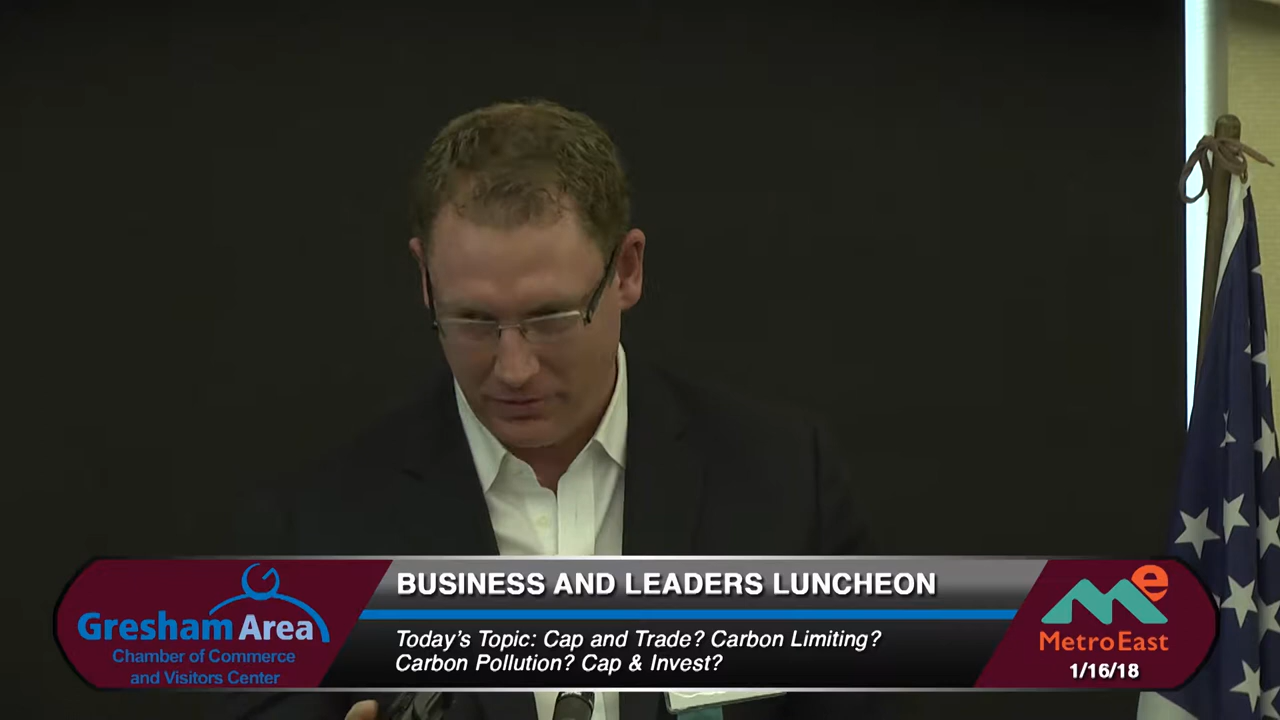 BUSINESS AND LEADERS LUNCHEON
Gresham Area
Chamber of Commerce
and Visitors Center
Today's Topic: Cap and Trade? Carbon Limiting?
Carbon Pollution? Cap & Invest?
Me
MetroEast
1/16/18